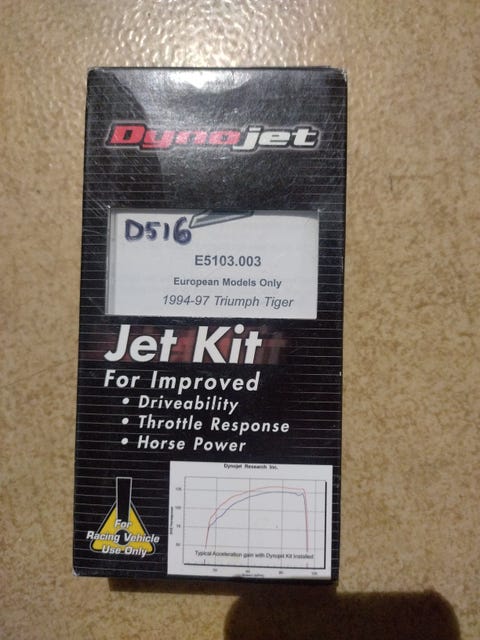 Dynojet
D516
E5103.003
European Models Only
1994-97 Triumph Tiger
Jet Kit
For Improved
• Driveability
• Throttle Response
• Horse Power
Dynojet Research Inc.
Typical Acceleration gain with Dynojet Kit Installed
For
Racing Vehicle
Use Only